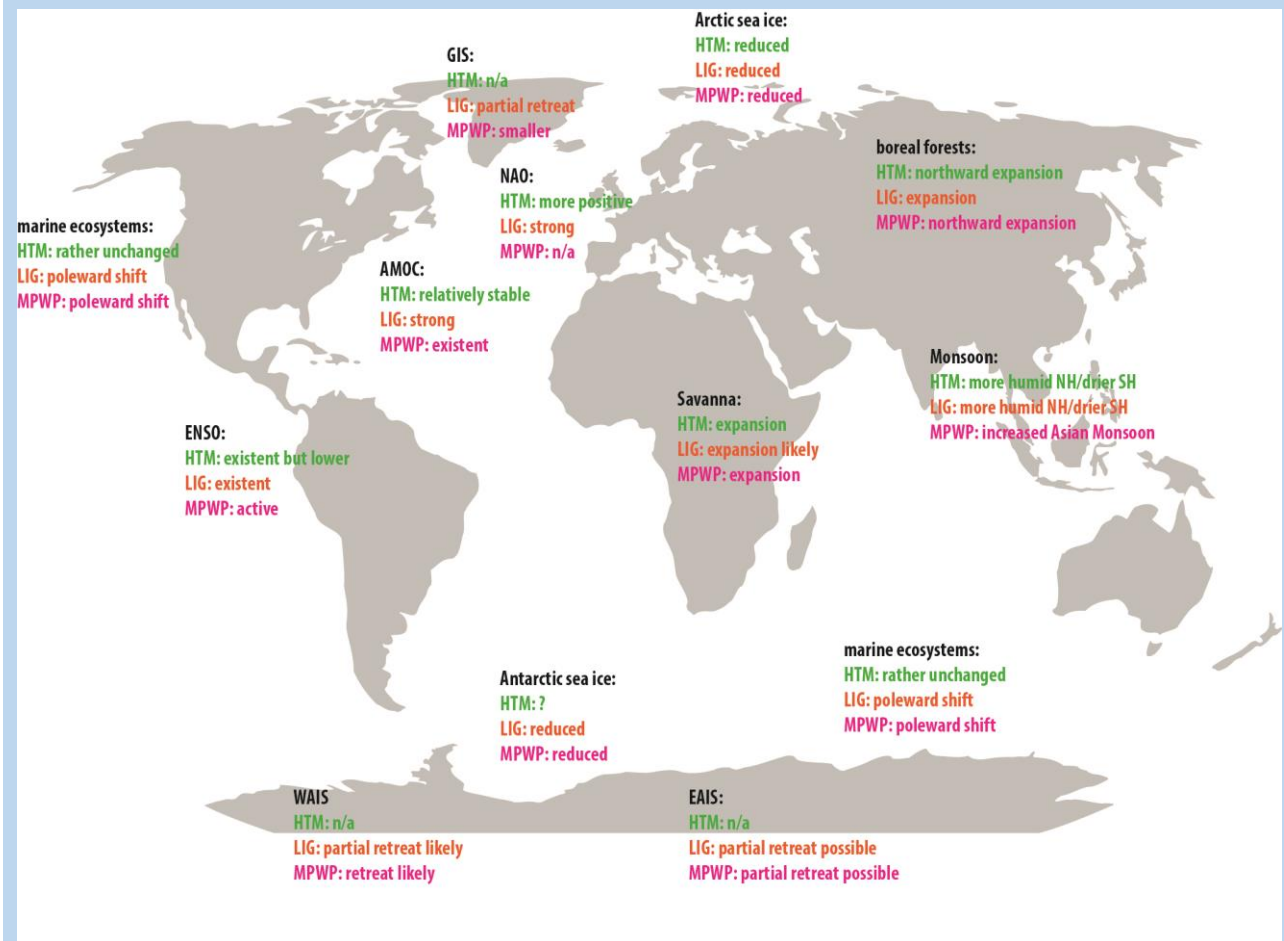 Arctic sea ice:
HTM: reduced
LIG: reduced
MPWP: reduced
GIS:
HTM: n/a
LIG: partial retreat
MPWP: smaller
boreal forests:
HTM: northward expansion
LIG: expansion
MPWP: northward expansion
NAO:
HTM: more positive
LIG: strong
MPWP: n/a
marine ecosystems:
HTM: rather unchanged
LIG: poleward shift
MPWP: poleward shift
AMOC:
HTM: relatively stable
LIG: strong
MPWP: existent
Monsoon:
HTM: more humid NH/drier SH
LIG: more humid NH/drier SH
MPWP: increased Asian Monsoon
Savanna:
HTM: expansion
LIG: expansion likely
MPWP: expansion
ENSO:
HTM: existent but lower
LIG: existent
MPWP: active
marine ecosystems:
HTM: rather unchanged
LIG: poleward shift
MPWP: poleward shift
Antarctic sea ice:
HTM: ?
LIG: reduced
MPWP: reduced
WAIS
HTM: n/a
LIG: partial retreat likely
MPWP: retreat likely
EAIS:
HTM: n/a
LIG: partial retreat possible
MPWP: partial retreat possible